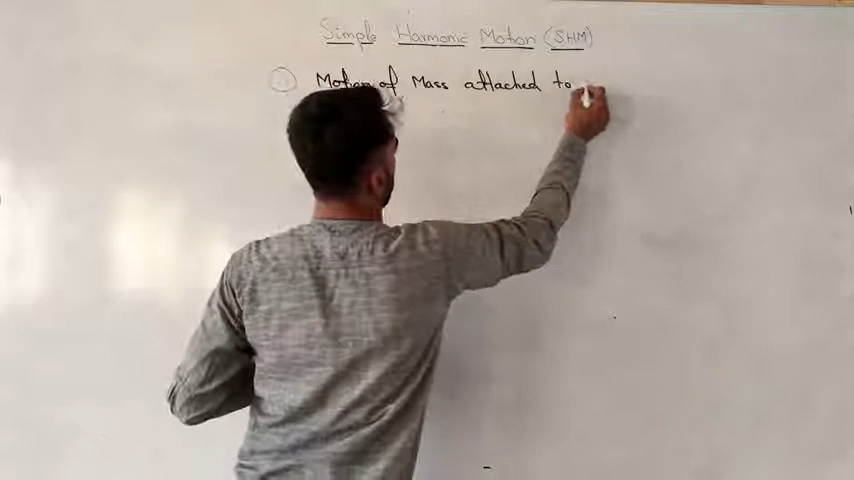 Simple Harmonic Motion (SHM)
Motion of Mass attached to